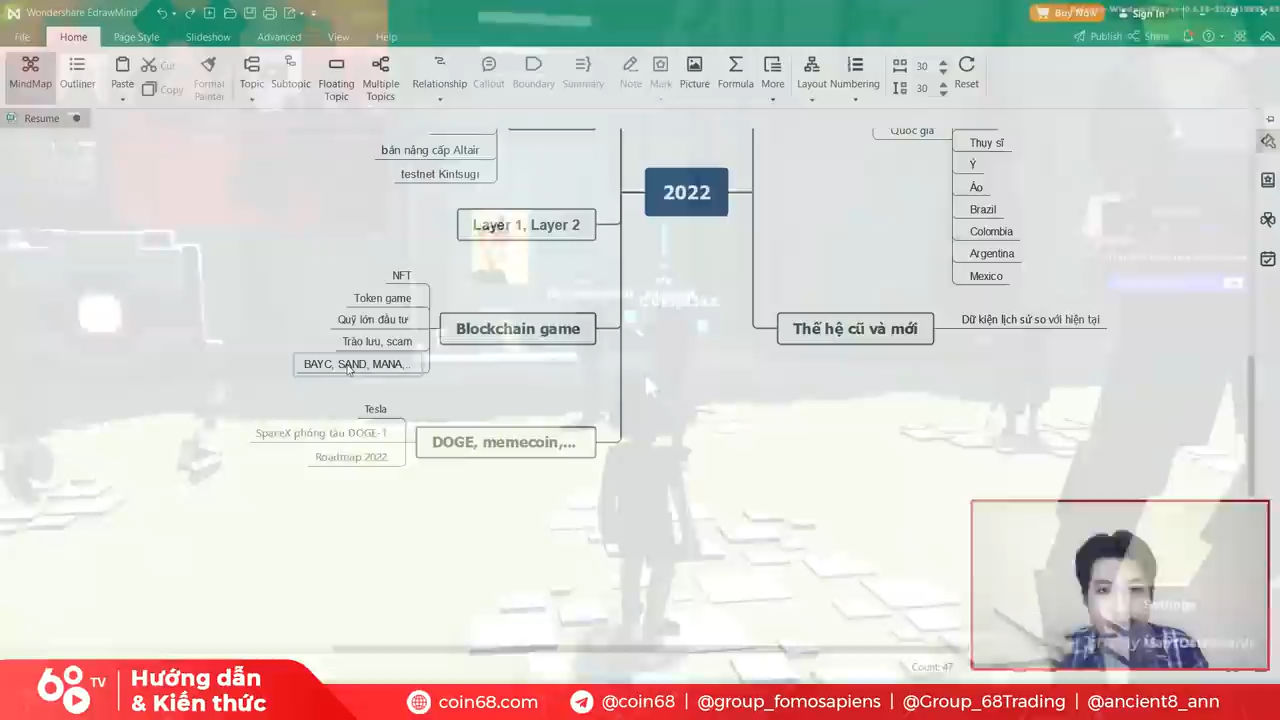 Wondershare EdrawMind
Buy Now
Sign In
File
Home
Page Style
Slideshow
Advanced
View
Help
Publish
Share
MindMap
Outliner
Paste
Cut
Copy
Format Painter
Topic
Subtopic
Floating Topic
Multiple Topics
Relationship
Callout
Boundary
Summary
Note
Mark
Picture
Formula
More
Layout
Numbering
30
30
Reset
Resume
bản nâng cấp Altair
testnet Kintsugi
Layer 1, Layer 2
NFT
Token game
Quỹ lớn đầu tư
Trào lưu, scam
BAYC, SAND, MANA,..
Blockchain game
Tesla
SpareX phóng tàu DOGE-1
Roadmap 2022
DOGE, memecoin,...
2022
Quốc gia
Thụy sĩ
Ý
Áo
Brazil
Colombia
Argentina
Mexico
Thế hệ cũ và mới
Dữ kiện lịch sử so với hiện tại
Settings
Count: 47
68 TV
Hướng dẫn
& Kiến thức
coin68.com
@coin68 | @group_fomosapiens | @Group_68Trading | @ancient8_ann